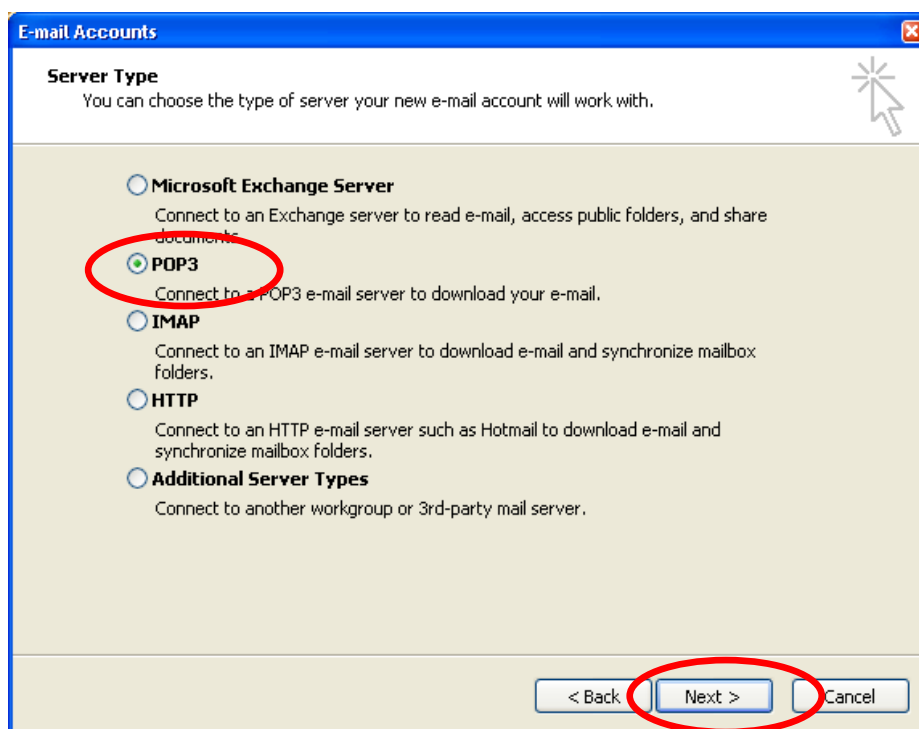 E-mail Accounts
Server Type
You can choose the type of server your new e-mail account will work with.
Microsoft Exchange Server
Connect to an Exchange server to read e-mail, access public folders, and share
documents.
POP3
Connect to a POP3 e-mail server to download your e-mail.
IMAP
Connect to an IMAP e-mail server to download e-mail and synchronize mailbox
folders.
HTTP
Connect to an HTTP e-mail server such as Hotmail to download e-mail and
synchronize mailbox folders.
Additional Server Types
Connect to another workgroup or 3rd-party mail server.
< Back Next > Cancel